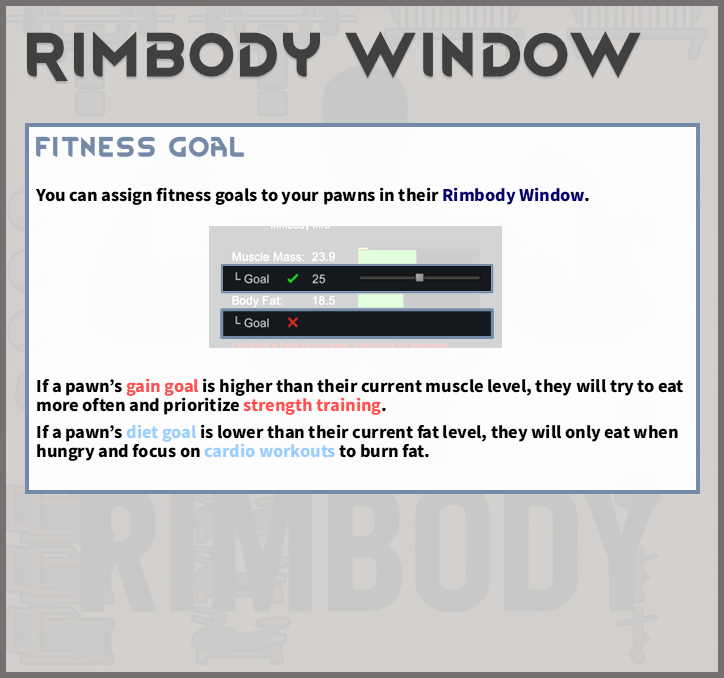 RIMBODY WINDOW
FITNESS GOAL
You can assign fitness goals to your pawns in their Rimbody Window.
Rimbody Info
Muscle Mass: 23.9
└ Goal ✓ 25
Body Fat: 18.5
└ Goal ✕
If a pawn’s gain goal is higher than their current muscle level, they will try to eat
more often and prioritize strength training.
If a pawn’s diet goal is lower than their current fat level, they will only eat when
hungry and focus on cardio workouts to burn fat.
RIMBODY